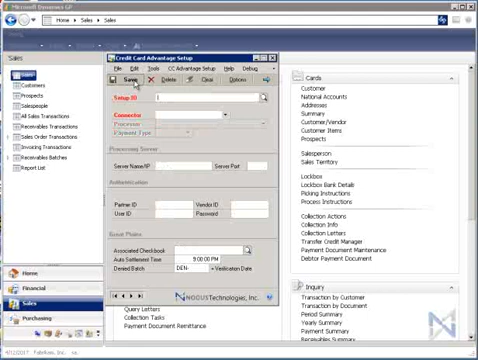 Microsoft Dynamics GP
Home ▸ Sales ▸ Sales
Sales
Sales
Customers
Prospects
Salespeople
All Sales Transactions
Receivables Transactions
Sales Order Transactions
Invoicing Transactions
Receivables Batches
Report List
Home
Financial
Sales
Purchasing
Credit Card Advantage Setup
File Edit Tools CC Advantage Setup Help Debug
Save Delete Clear Options
Setup ID
Connector
Processor
Payment Type
Processing Server
Server Name/IP Server Port
Authentication
Partner ID Vendor ID
User ID Password
Associated Checkbook
Auto Settlement Time 9:00:00 PM
Denied Batch DEN- + Verification Date
NODUS Technologies, Inc.
Query Letters
Collection Tasks
Payment Document Remittance
Cards
Customer
National Accounts
Addresses
Summary
Customer/Vendor
Customer Items
Prospects
Salesperson
Sales Territory
Lockbox
Lockbox Bank Details
Picking Instructions
Process Instructions
Collection Actions
Collection Info
Collection Letters
Transfer Credit Manager
Payment Document Maintenance
Debtor Payment Document
Inquiry
Transaction by Customer
Transaction by Document
Period Summary
Yearly Summary
Payment Summary